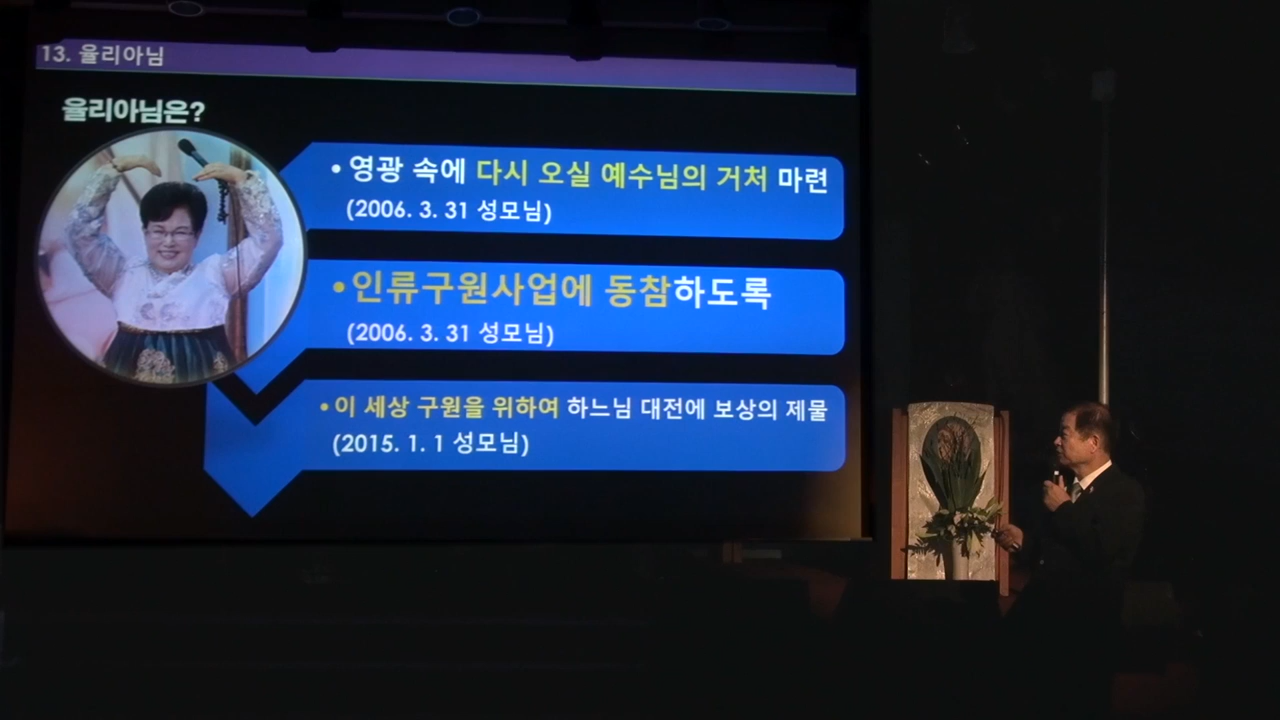 13. 율리아님
율리아님은?
• 영광 속에 다시 오실 예수님의 거처 마련
(2006. 3. 31 성모님)
• 인류구원사업에 동참하도록
(2006. 3. 31 성모님)
• 이 세상 구원을 위하여 하느님 대전에 보상의 제물
(2015. 1. 1 성모님)